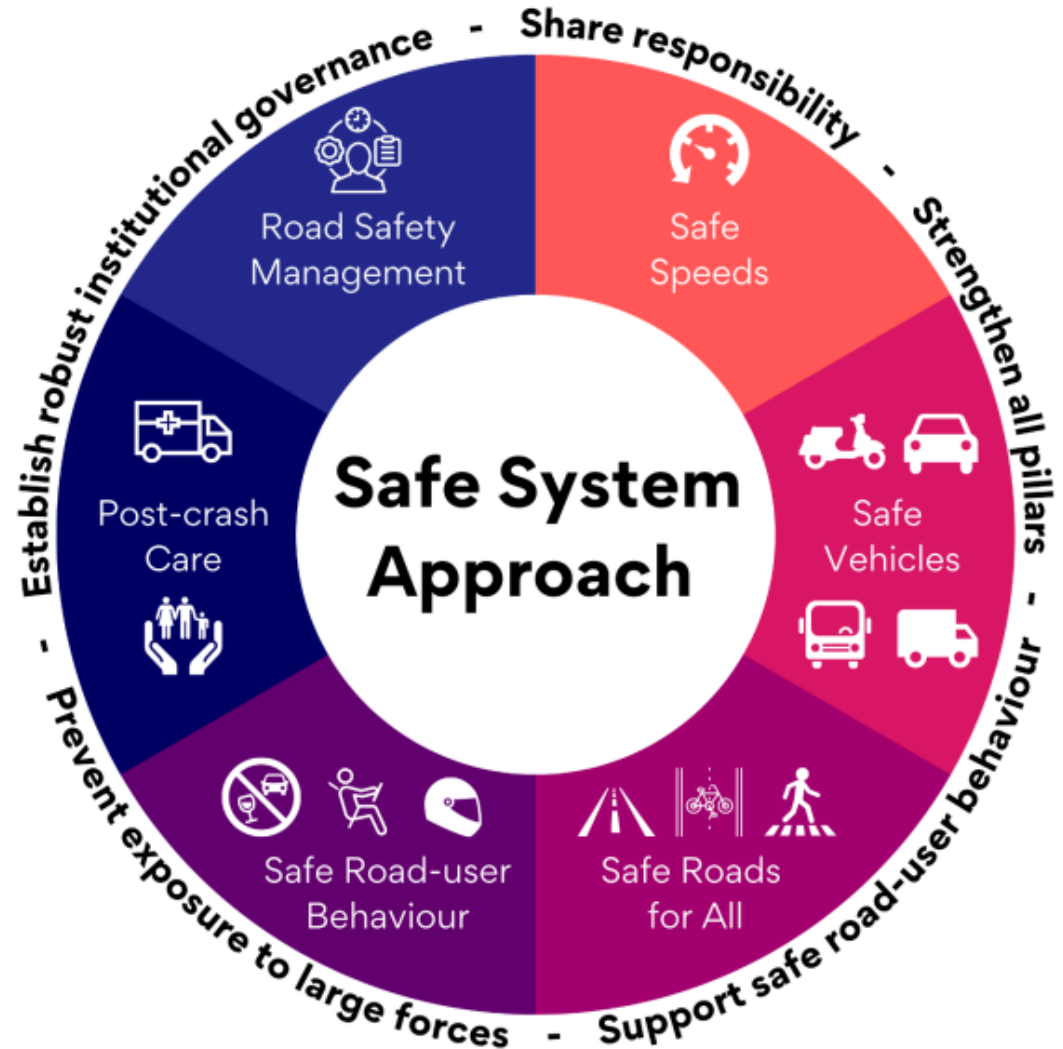 Share responsibility - Strengthen all pillars - Support safe road-user behaviour - Prevent exposure to large forces - Establish robust institutional governance -
Road Safety
Management
Safe
Speeds
Safe
Vehicles
Safe Roads
for All
Safe Road-user
Behaviour
Post-crash
Care
Safe System
Approach